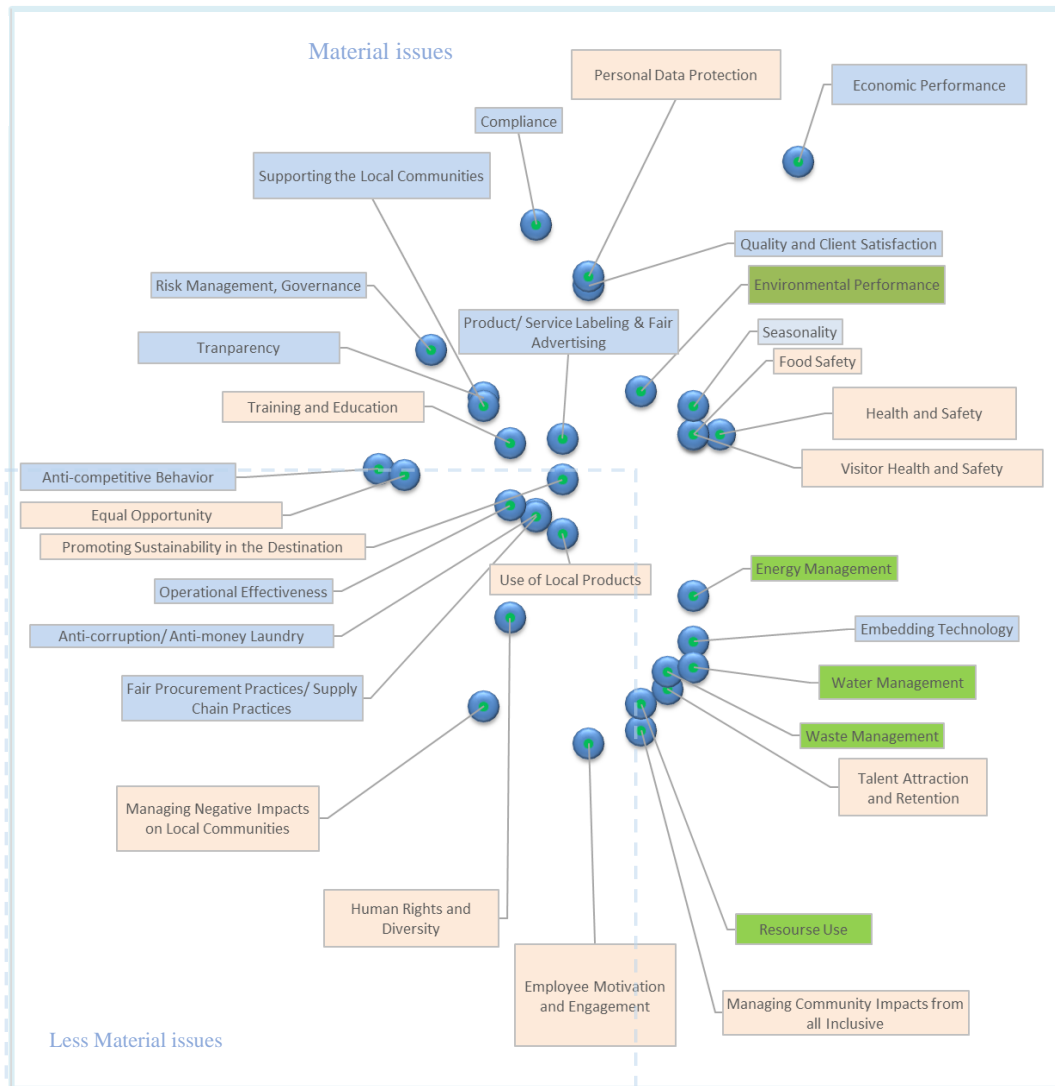 Material issues
Personal Data Protection
Economic Performance
Compliance
Supporting the Local Communities
Quality and Client Satisfaction
Risk Management, Governance
Environmental Performance
Product/ Service Labeling & Fair
Advertising
Seasonality
Tranparency
Food Safety
Training and Education
Health and Safety
Visitor Health and Safety
Anti-competitive Behavior
Equal Opportunity
Promoting Sustainability in the Destination
Use of Local Products
Energy Management
Operational Effectiveness
Embedding Technology
Anti-corruption/ Anti-money Laundry
Water Management
Fair Procurement Practices/ Supply
Chain Practices
Waste Management
Talent Attraction
and Retention
Managing Negative Impacts
on Local Communities
Human Rights and
Diversity
Resourse Use
Employee Motivation
and Engagement
Managing Community Impacts from
all Inclusive
Less Material issues